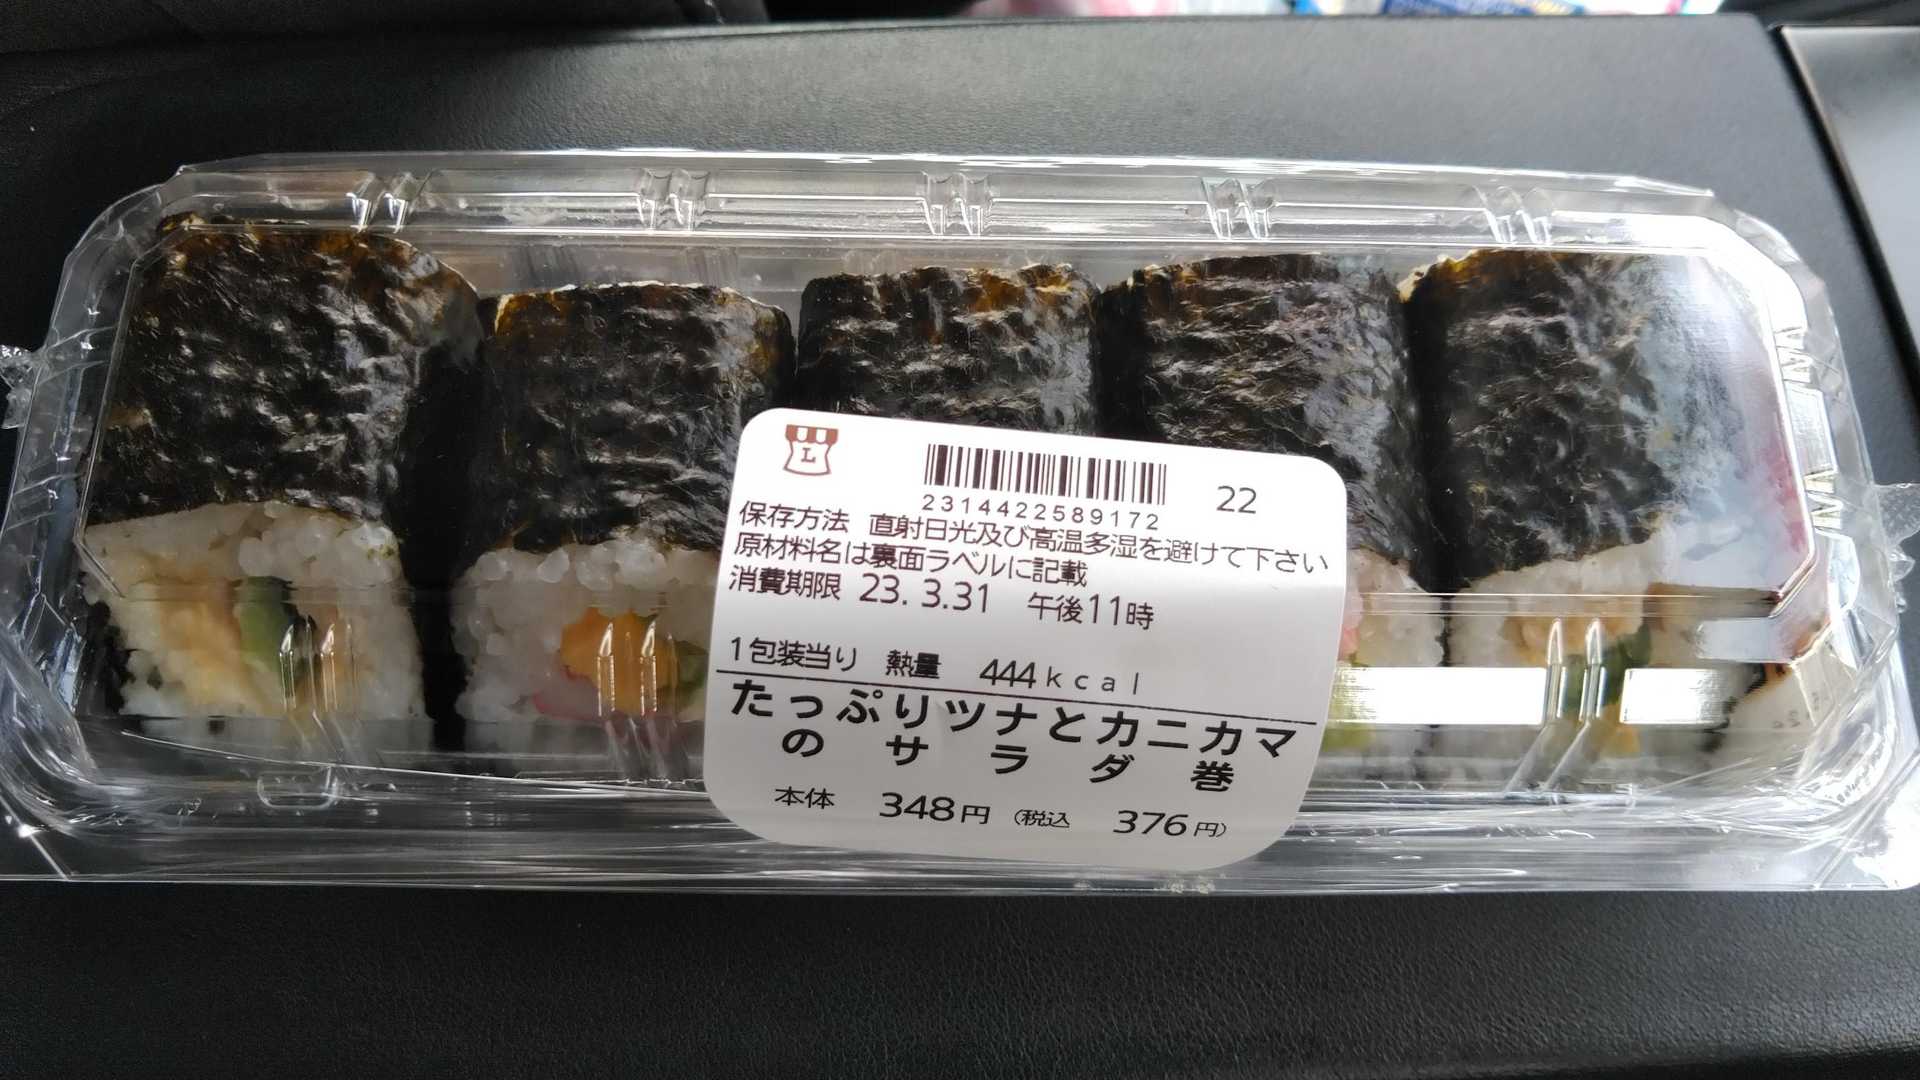 L
22
2314422589172
保存方法 直射日光及び高温多湿を避けて下さい
原材料名は裏面ラベルに記載
消費期限 23. 3.31 午後11時
1包装当り 熱量 444kcal
たっぷりツナとカニカマ
のサラダ巻
本体 348円 (税込 376円)